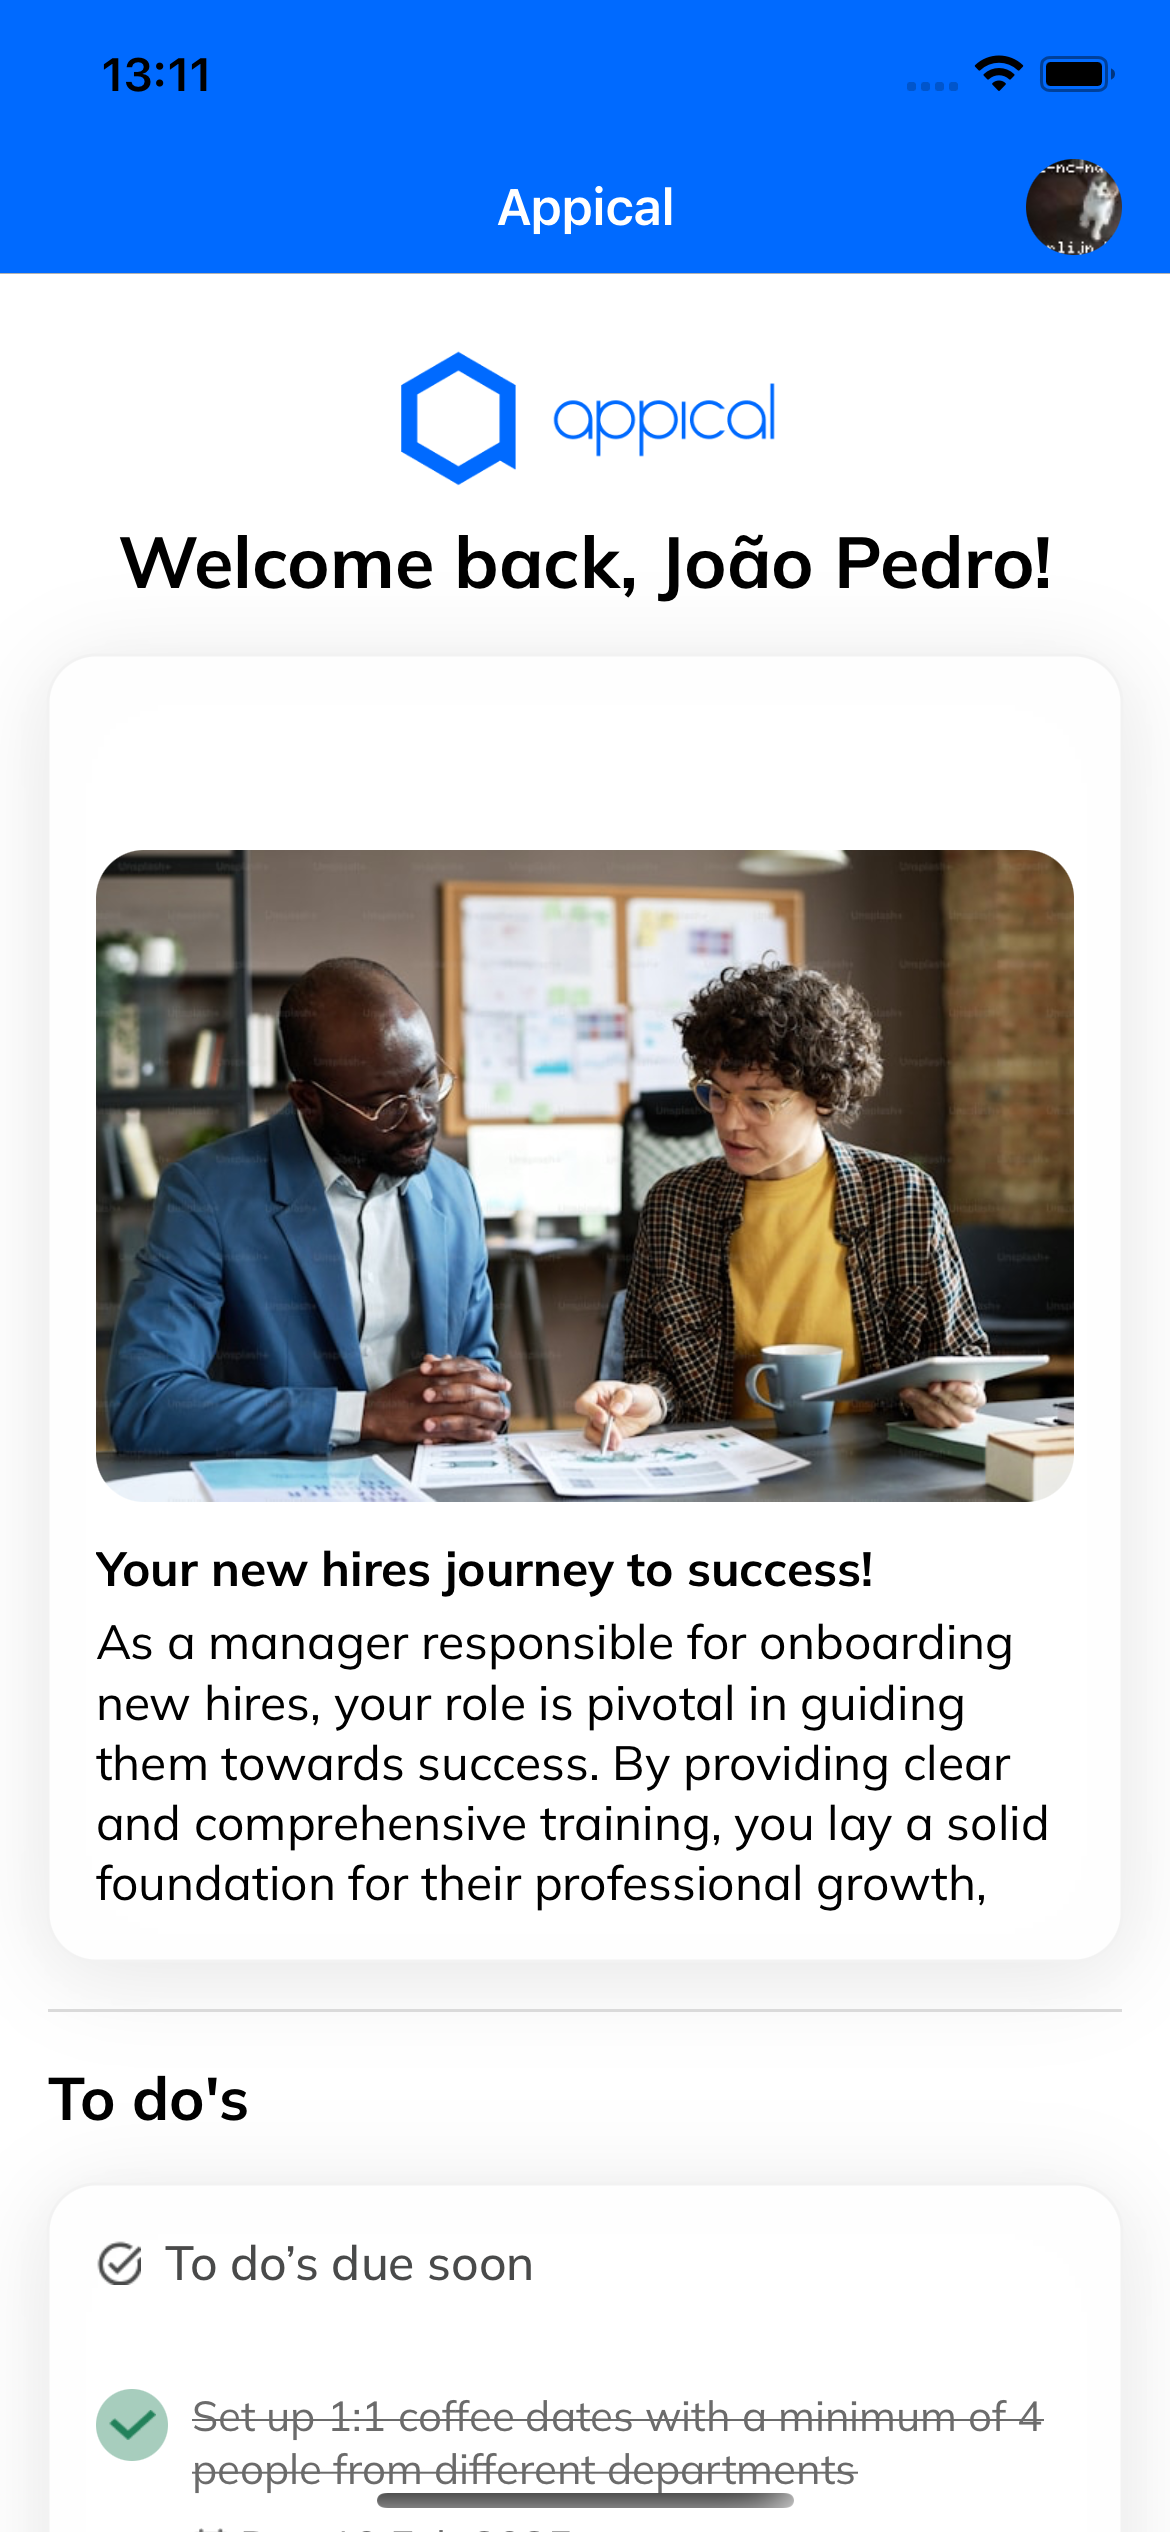 13:11
Appical
appical
Welcome back, João Pedro!
Your new hires journey to success!
As a manager responsible for onboarding
new hires, your role is pivotal in guiding
them towards success. By providing clear
and comprehensive training, you lay a solid
foundation for their professional growth,
To do's
To do’s due soon
Set up 1:1 coffee dates with a minimum of 4
people from different departments